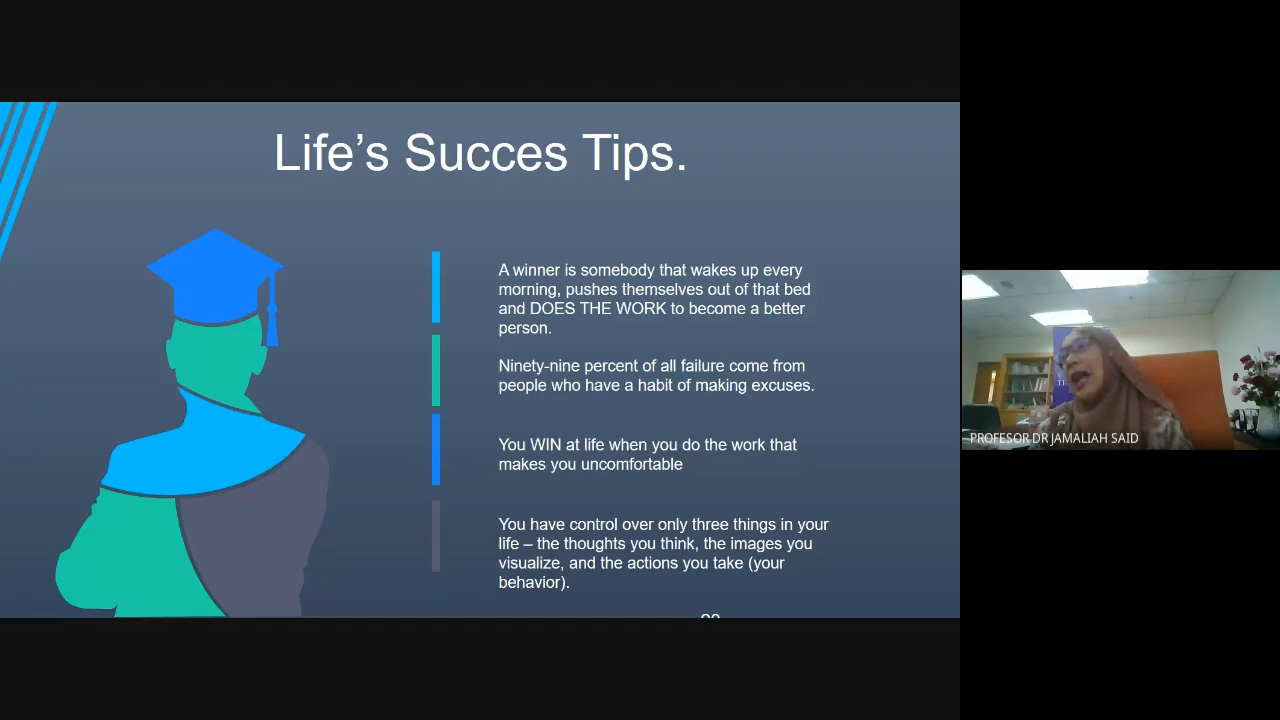 Life’s Succes Tips.
A winner is somebody that wakes up every
morning, pushes themselves out of that bed
and DOES THE WORK to become a better
person.
Ninety-nine percent of all failure come from
people who have a habit of making excuses.
You WIN at life when you do the work that
makes you uncomfortable
You have control over only three things in your
life – the thoughts you think, the images you
visualize, and the actions you take (your
behavior).
PROFESOR DR JAMALIAH SAID